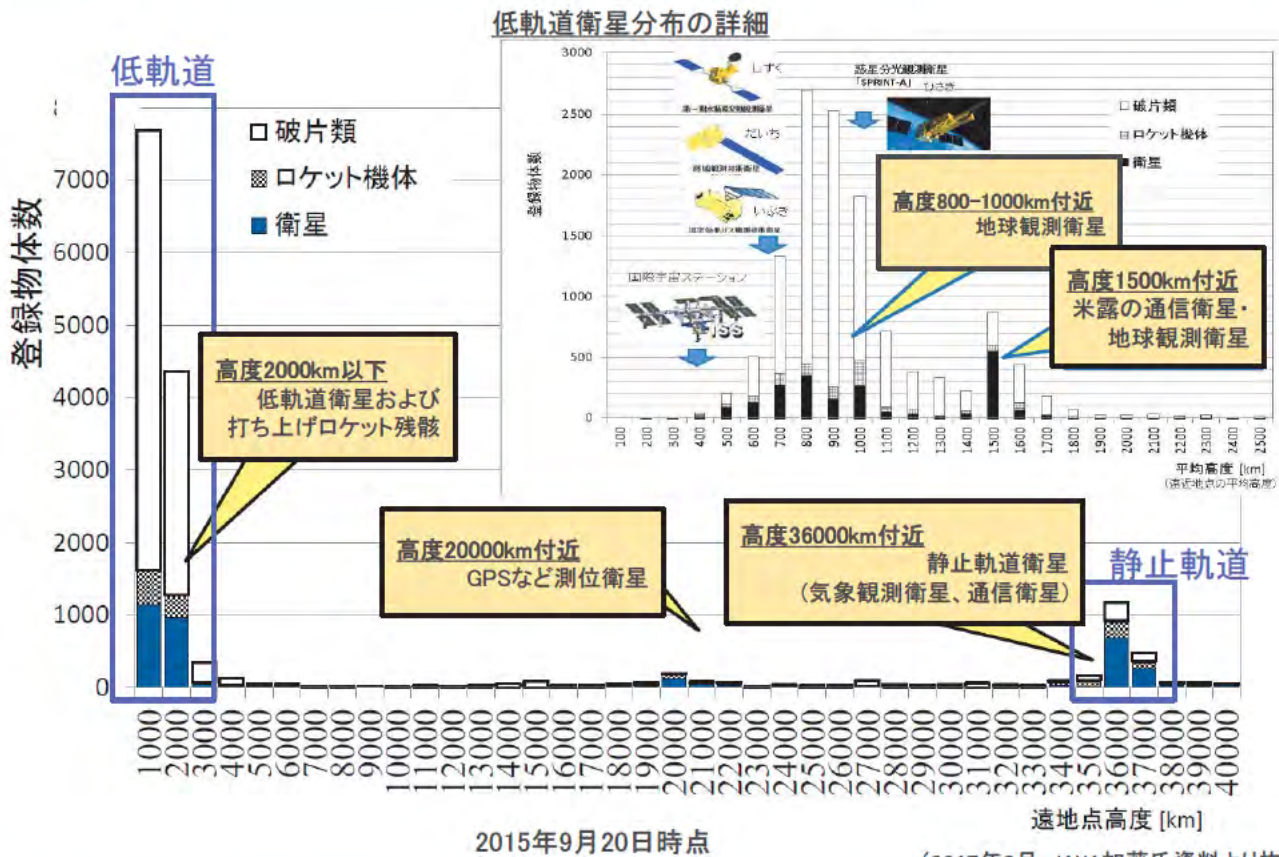 低軌道衛星分布の詳細
低軌道
登録物体数
7000
6000
5000
4000
3000
2000
1000
0
破片類
ロケット機体
衛星
高度2000km以下
低軌道衛星および
打ち上げロケット残骸
高度20000km付近
GPSなど測位衛星
高度36000km付近
静止軌道衛星
(気象観測衛星、通信衛星)
静止軌道
1000 2000 3000 4000 5000 6000 7000 8000 9000 10000 11000 12000 13000 14000 15000 16000 17000 18000 19000 20000 21000 22000 23000 24000 25000 26000 27000 28000 29000 30000 31000 32000 33000 34000 35000 36000 37000 38000 39000 40000
遠地点高度 [km]
登録物体数
3000
2500
2000
1500
1000
500
0
しずく
だいち
いぶき
国際宇宙ステーション
ISS
惑星分光観測衛星
「SPRINT-A」 ひさき
破片類
ロケット機体
衛星
高度800-1000km付近
地球観測衛星
高度1500km付近
米露の通信衛星・
地球観測衛星
100 200 300 400 500 600 700 800 900 1000 1100 1200 1300 1400 1500 1600 1700 1800 1900 2000 2100 2200 2300 2400 2500
平均高度 [km]
(遠近地点の平均高度)
2015年9月20日時点